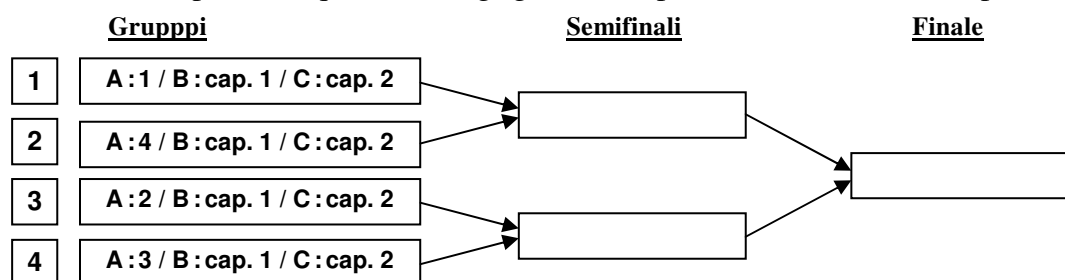 Grupppi Semifinali Finale
1 A:1 / B:cap. 1 / C:cap. 2
2 A:4 / B:cap. 1 / C:cap. 2
3 A:2 / B:cap. 1 / C:cap. 2
4 A:3 / B:cap. 1 / C:cap. 2